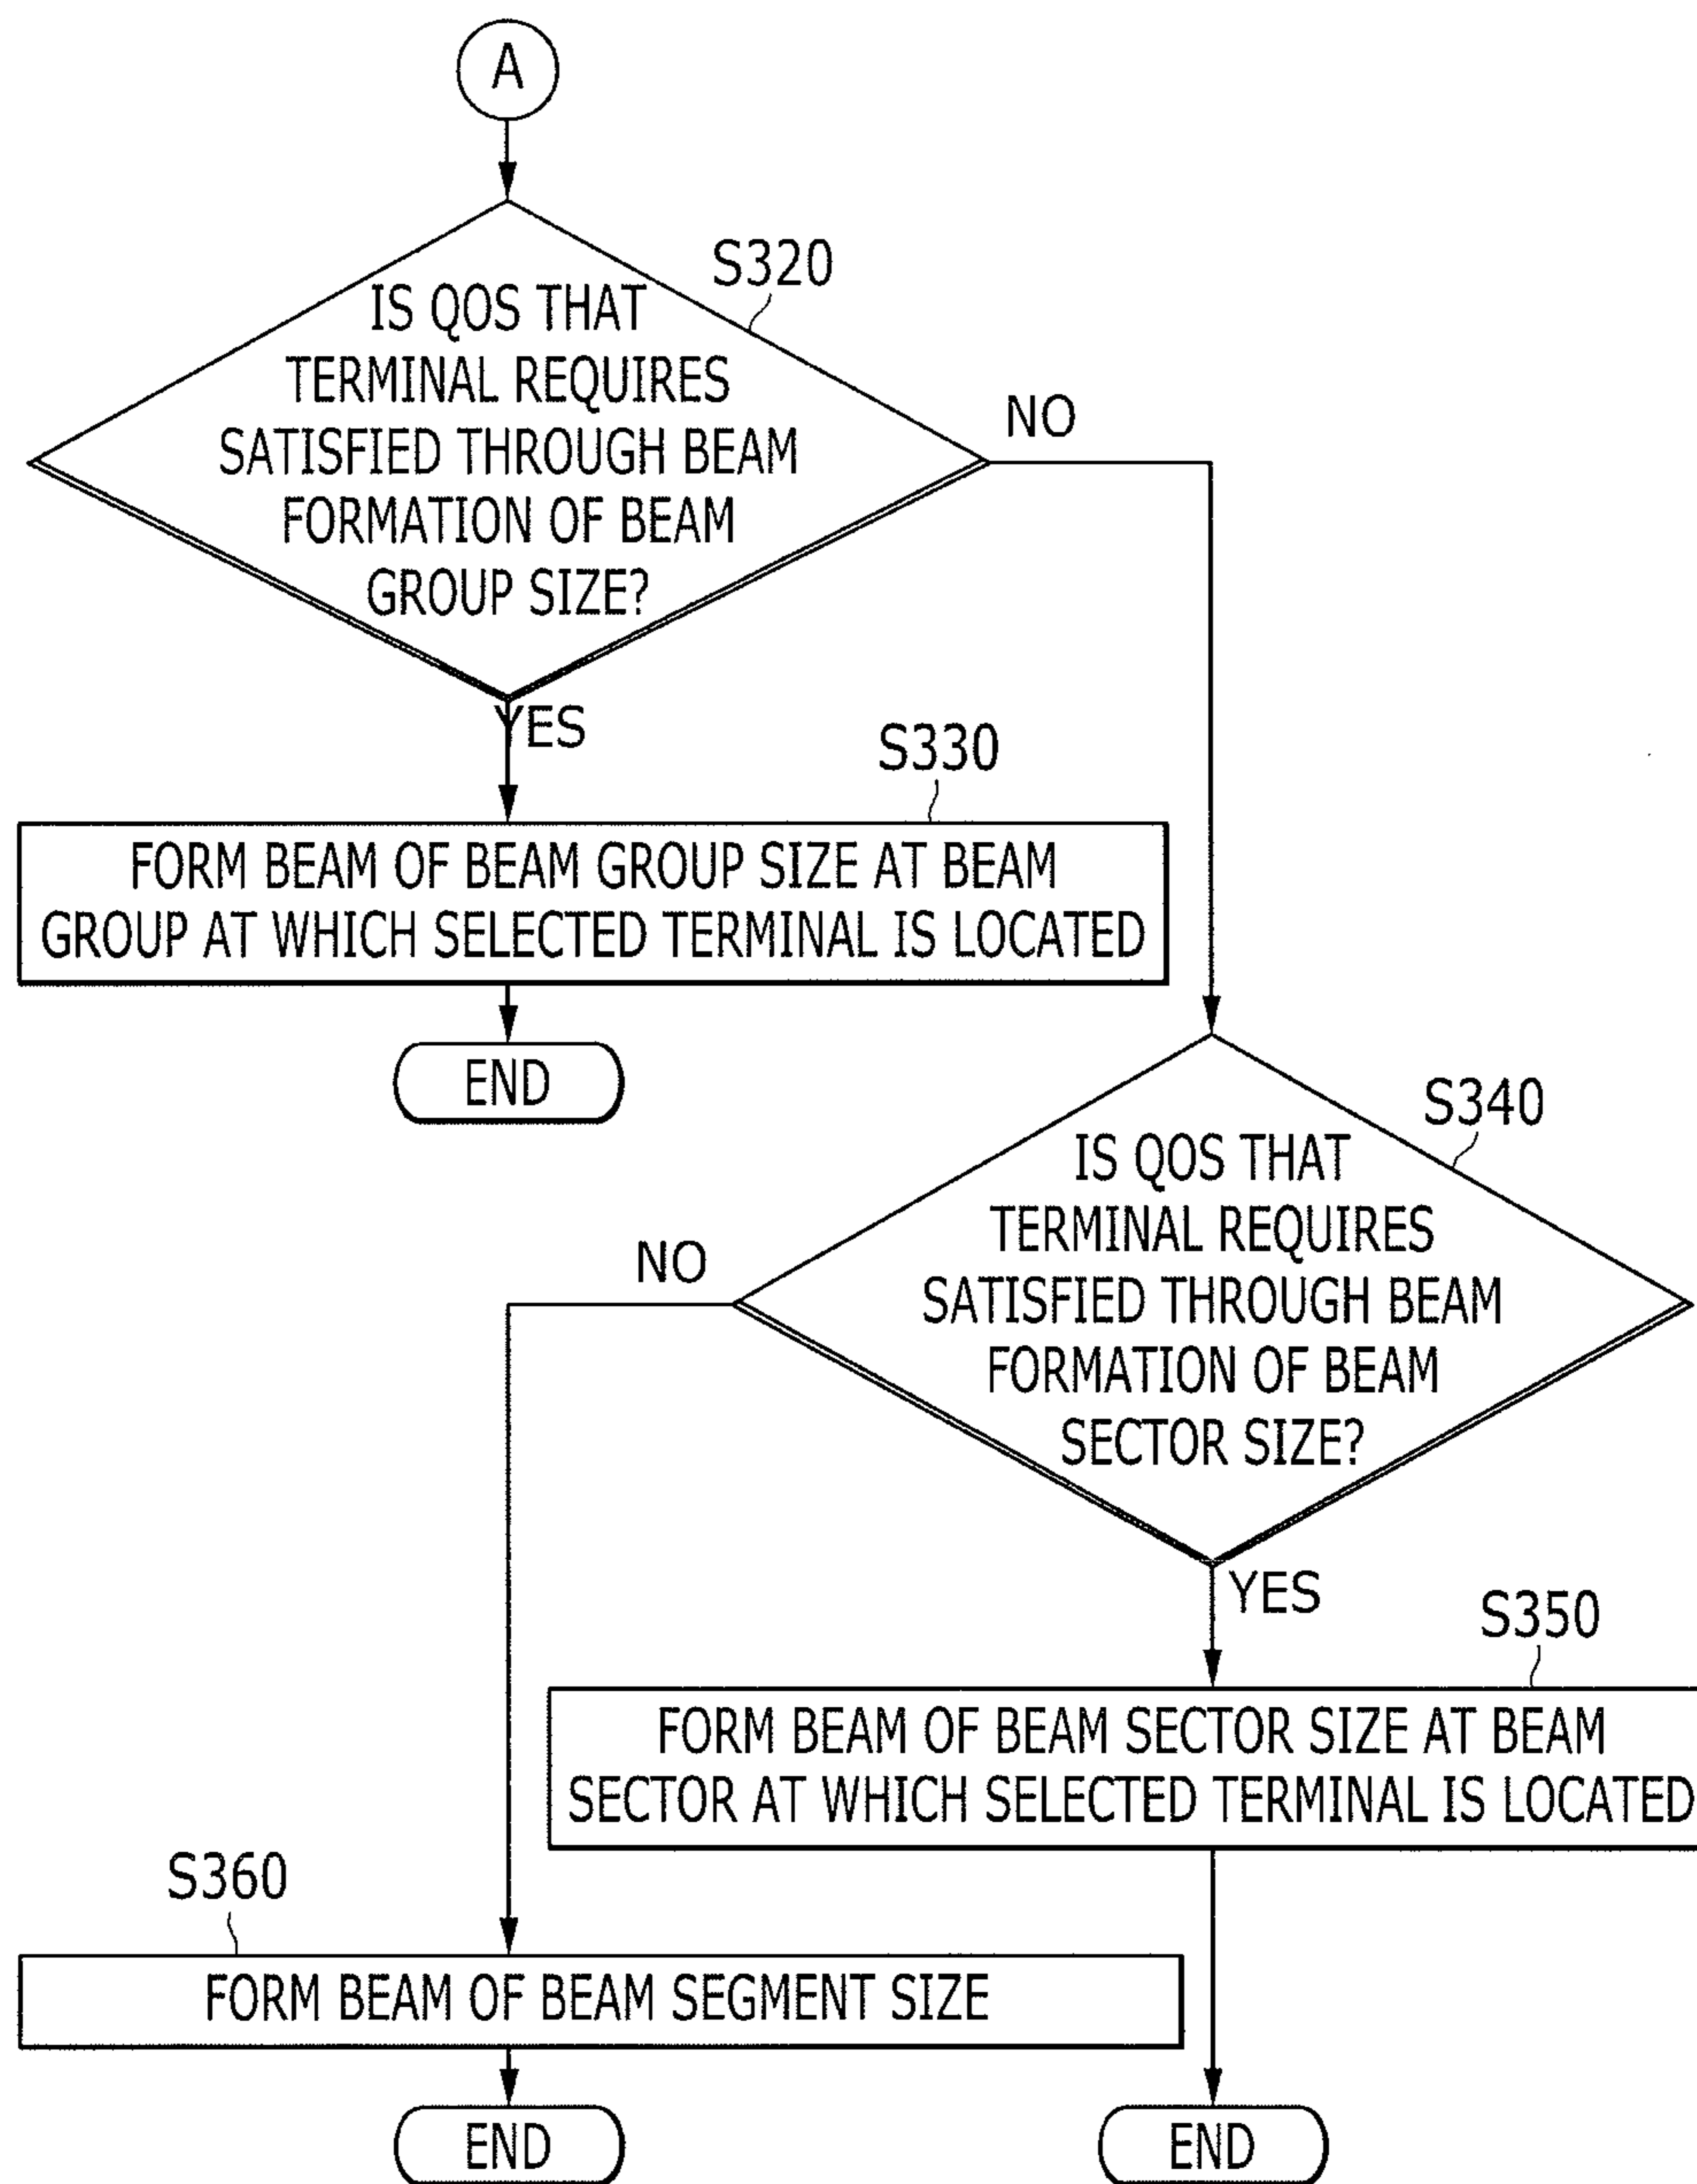 A
S320
IS QOS THAT
TERMINAL REQUIRES
SATISFIED THROUGH BEAM
FORMATION OF BEAM
GROUP SIZE?
NO
YES
S330
FORM BEAM OF BEAM GROUP SIZE AT BEAM
GROUP AT WHICH SELECTED TERMINAL IS LOCATED
END
S340
IS QOS THAT
TERMINAL REQUIRES
SATISFIED THROUGH BEAM
FORMATION OF BEAM
SECTOR SIZE?
NO
YES
S350
FORM BEAM OF BEAM SECTOR SIZE AT BEAM
SECTOR AT WHICH SELECTED TERMINAL IS LOCATED
S360
FORM BEAM OF BEAM SEGMENT SIZE
END
END